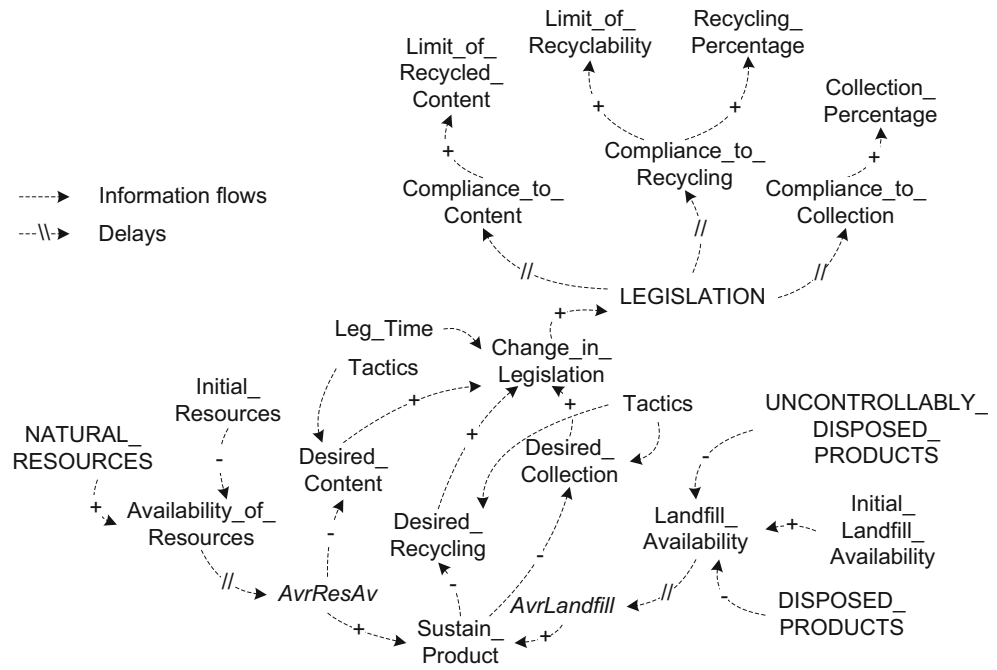 Limit_of_
Recyclability
Recycling_
Percentage
Limit_of_
Recycled_
Content
Collection_
Percentage
+
+
+
+
Compliance_to_
Recycling
Compliance_to_
Content
Compliance_to_
Collection
Information flows
\\
Delays
//
//
//
LEGISLATION
+
Leg_Time
Change_in_
Legislation
Tactics
Initial_
Resources
+
+
Tactics
UNCONTROLLABLY_
DISPOSED_
PRODUCTS
NATURAL_
RESOURCES
-
Desired_
Content
+
Desired_
Collection
-
+
Availability_of_
Resources
Desired_
Recycling
Landfill_
Availability
+
Initial_
Landfill_
Availability
-
-
//
AvrResAv
-
AvrLandfill
//
-
DISPOSED_
PRODUCTS
+
Sustain_
Product
+